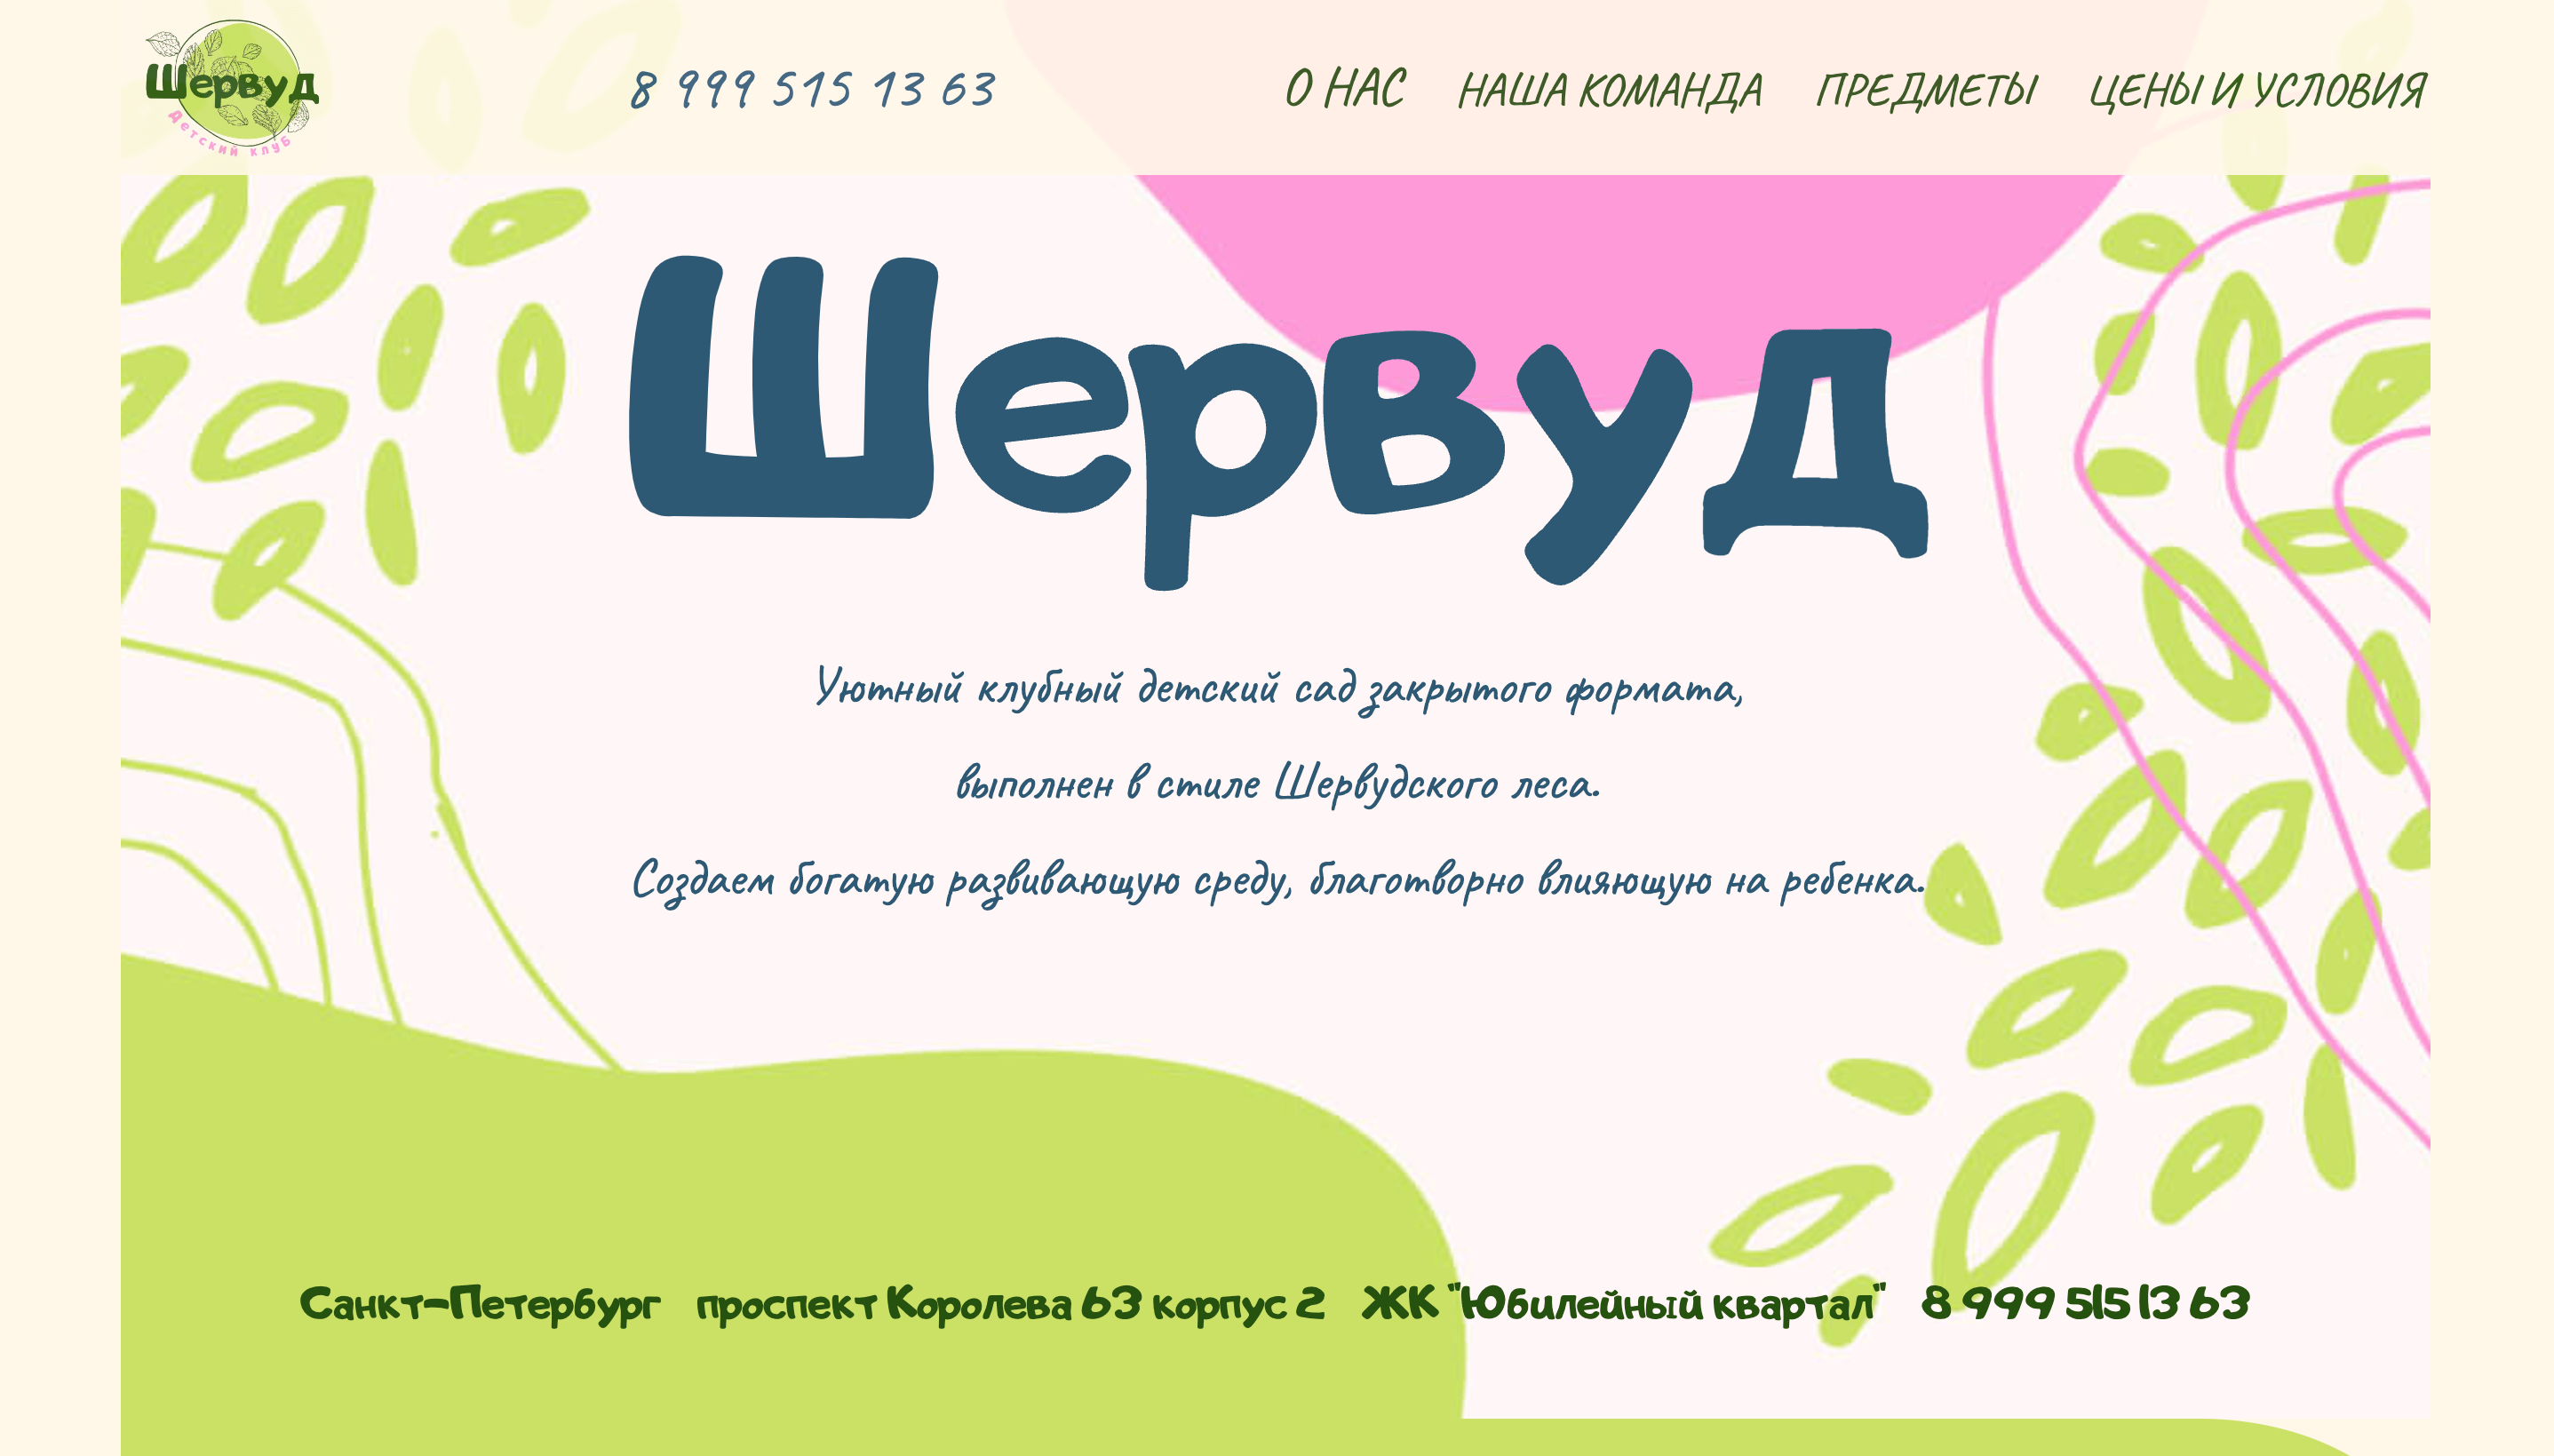 Шервуд
Детский клуб
8 999 515 13 63
О НАС НАША КОМАНДА ПРЕДМЕТЫ ЦЕНЫ И УСЛОВИЯ
Шервуд
Уютный клубный детский сад закрытого формата,
выполнен в стиле Шервудского леса.
Создаем богатую развивающую среду, благотворно влияющую на ребенка.
Санкт-Петербург проспект Королева 63 корпус 2 ЖК "Юбилейный квартал" 8 999 515 13 63